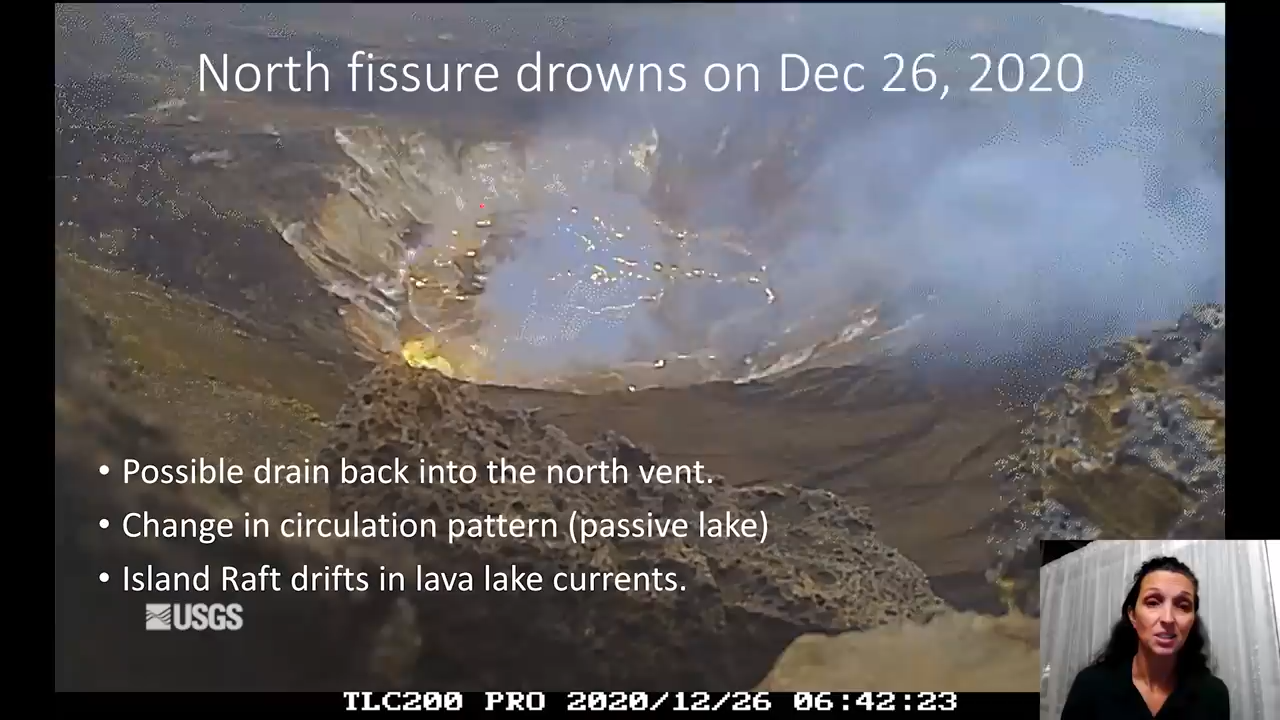 North fissure drowns on Dec 26, 2020
• Possible drain back into the north vent.
• Change in circulation pattern (passive lake)
• Island Raft drifts in lava lake currents.
USGS
TLC200 PRO 2020/12/26 06:42:23